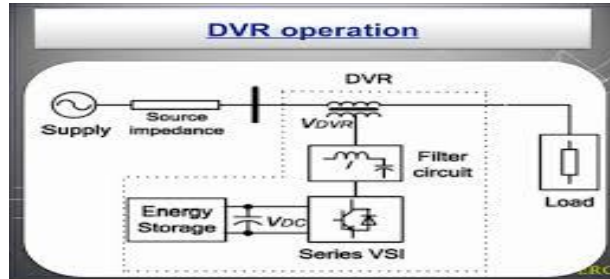 DVR operation
DVR
Supply
Source
impedance
VDVR
Filter
circuit
Load
Energy
Storage
VDC
Series VSI